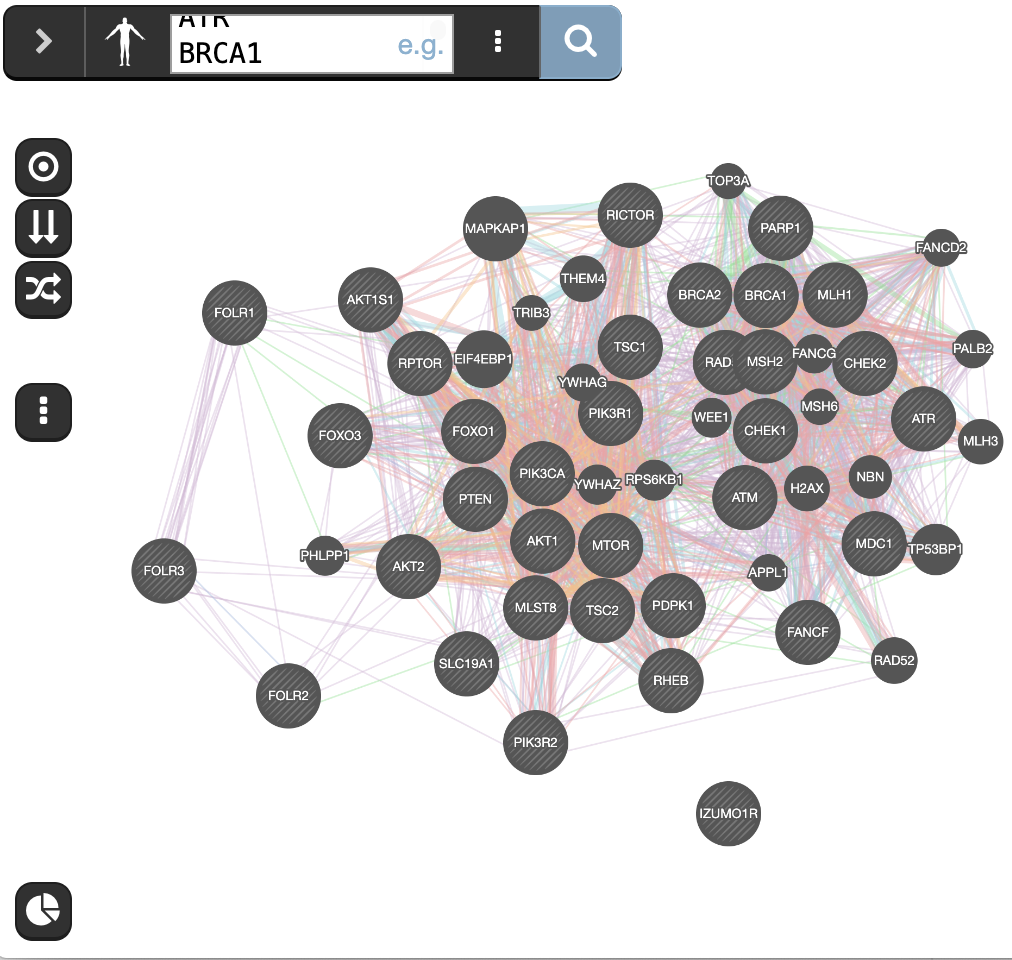 ATR
BRCA1
e.g.
TOP3A
RICTOR
PARP1
MAPKAP1
FANCD2
THEM4
BRCA2
BRCA1
MLH1
AKT1S1
FOLR1
TRIB3
TSC1
PALB2
FANCG
EIF4EBP1
RPTOR
RAD
MSH2
CHEK2
YWHAG
PIK3R1
MSH6
WEE1
ATR
FOXO1
CHEK1
FOXO3
MLH3
PIK3CA
NBN
RPS6KB1
YWHAZ
H2AX
PTEN
ATM
AKT1
MTOR
MDC1
TP53BP1
PHLPP1
AKT2
FOLR3
APPL1
MLST8
TSC2
PDPK1
FANCF
SLC19A1
RAD52
RHEB
FOLR2
PIK3R2
IZUMO1R